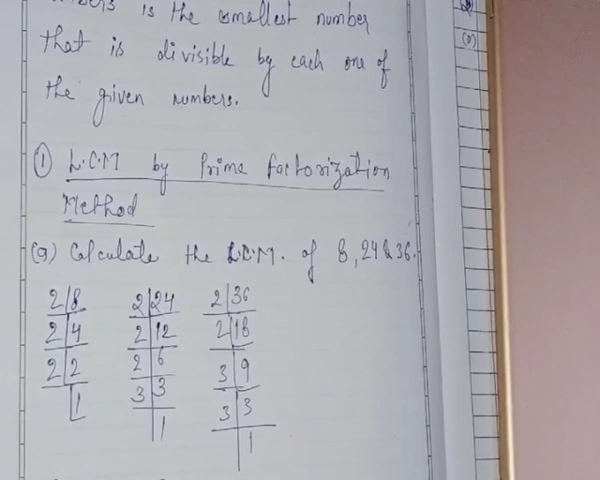 is the smallest number
that is divisible by each one of
the given numbers.
① L.C.M by Prime factorization
Method
(a) Calculate the L.C.M. of 8, 24 & 36.
2 | 8
2 | 4
2 | 2
1
2 | 24
2 | 12
2 | 6
3 | 3
1
2 | 36
2 | 18
3 | 9
3 | 3
1